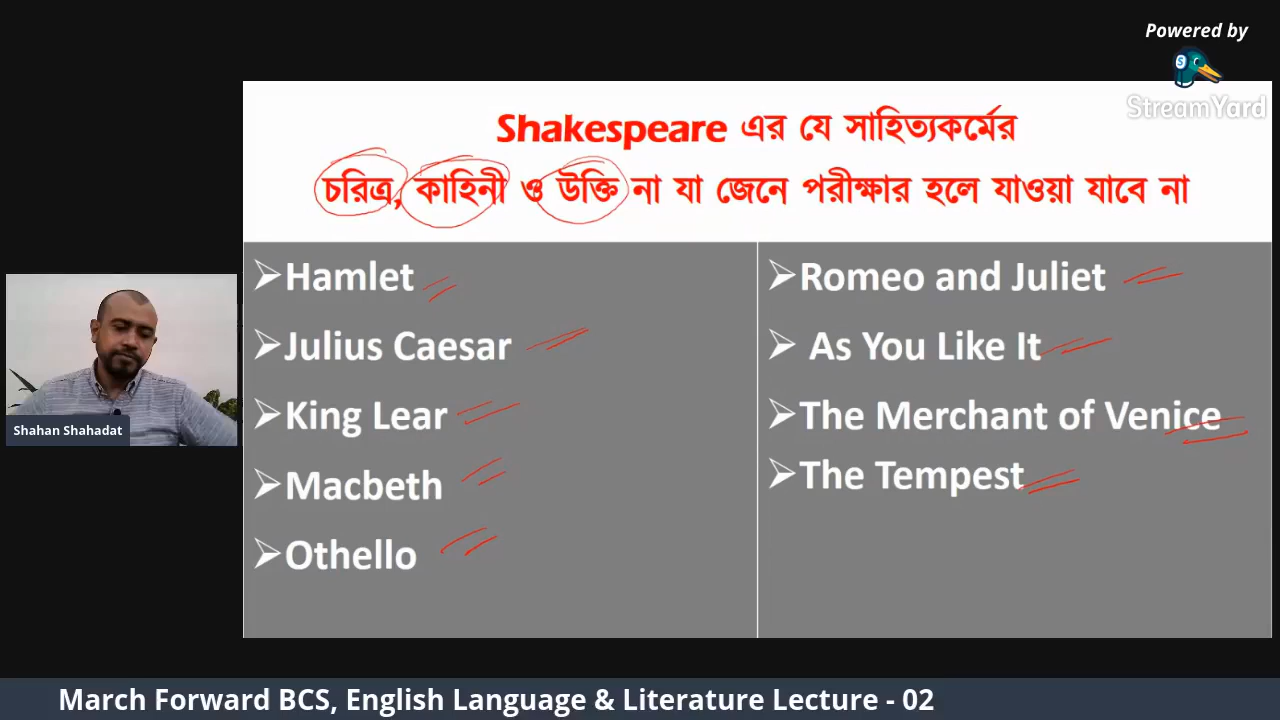 Powered by
StreamYard
Shakespeare এর যে সাহিত্যকর্মের
চরিত্র, কাহিনী ও উক্তি না যা জেনে পরীক্ষার হলে যাওয়া যাবে না
➢Hamlet
➢Julius Caesar
➢King Lear
➢Macbeth
➢Othello
➢Romeo and Juliet
➢ As You Like It
➢The Merchant of Venice
➢The Tempest
Shahan Shahadat
March Forward BCS, English Language & Literature Lecture - 02